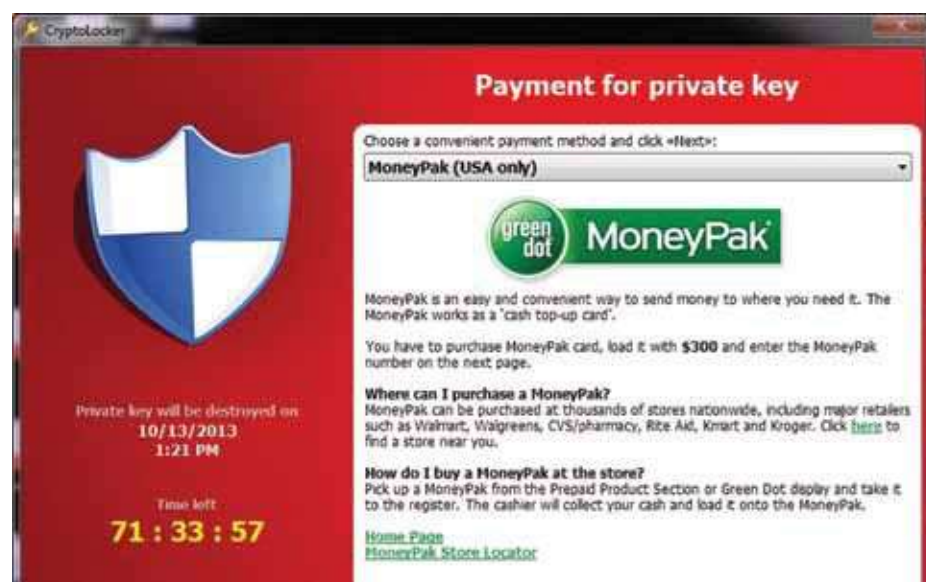 CryptoLocker
Payment for private key
Choose a convenient payment method and click «Next»:
MoneyPak (USA only)
green
dot
MoneyPak
MoneyPak is an easy and convenient way to send money to where you need it. The
MoneyPak works as a 'cash top-up card'.
You have to purchase MoneyPak card, load it with $300 and enter the MoneyPak
number on the next page.
Where can I purchase a MoneyPak?
MoneyPak can be purchased at thousands of stores nationwide, including major retailers
such as Walmart, Walgreens, CVS/pharmacy, Rite Aid, Kmart and Kroger. Click here to
find a store near you.
How do I buy a MoneyPak at the store?
Pick up a MoneyPak from the Prepaid Product Section or Green Dot display and take it
to the register. The cashier will collect your cash and load it onto the MoneyPak.
Home Page
MoneyPak Store Locator
Private key will be destroyed on
10/13/2013
1:21 PM
Time left
71 : 33 : 57